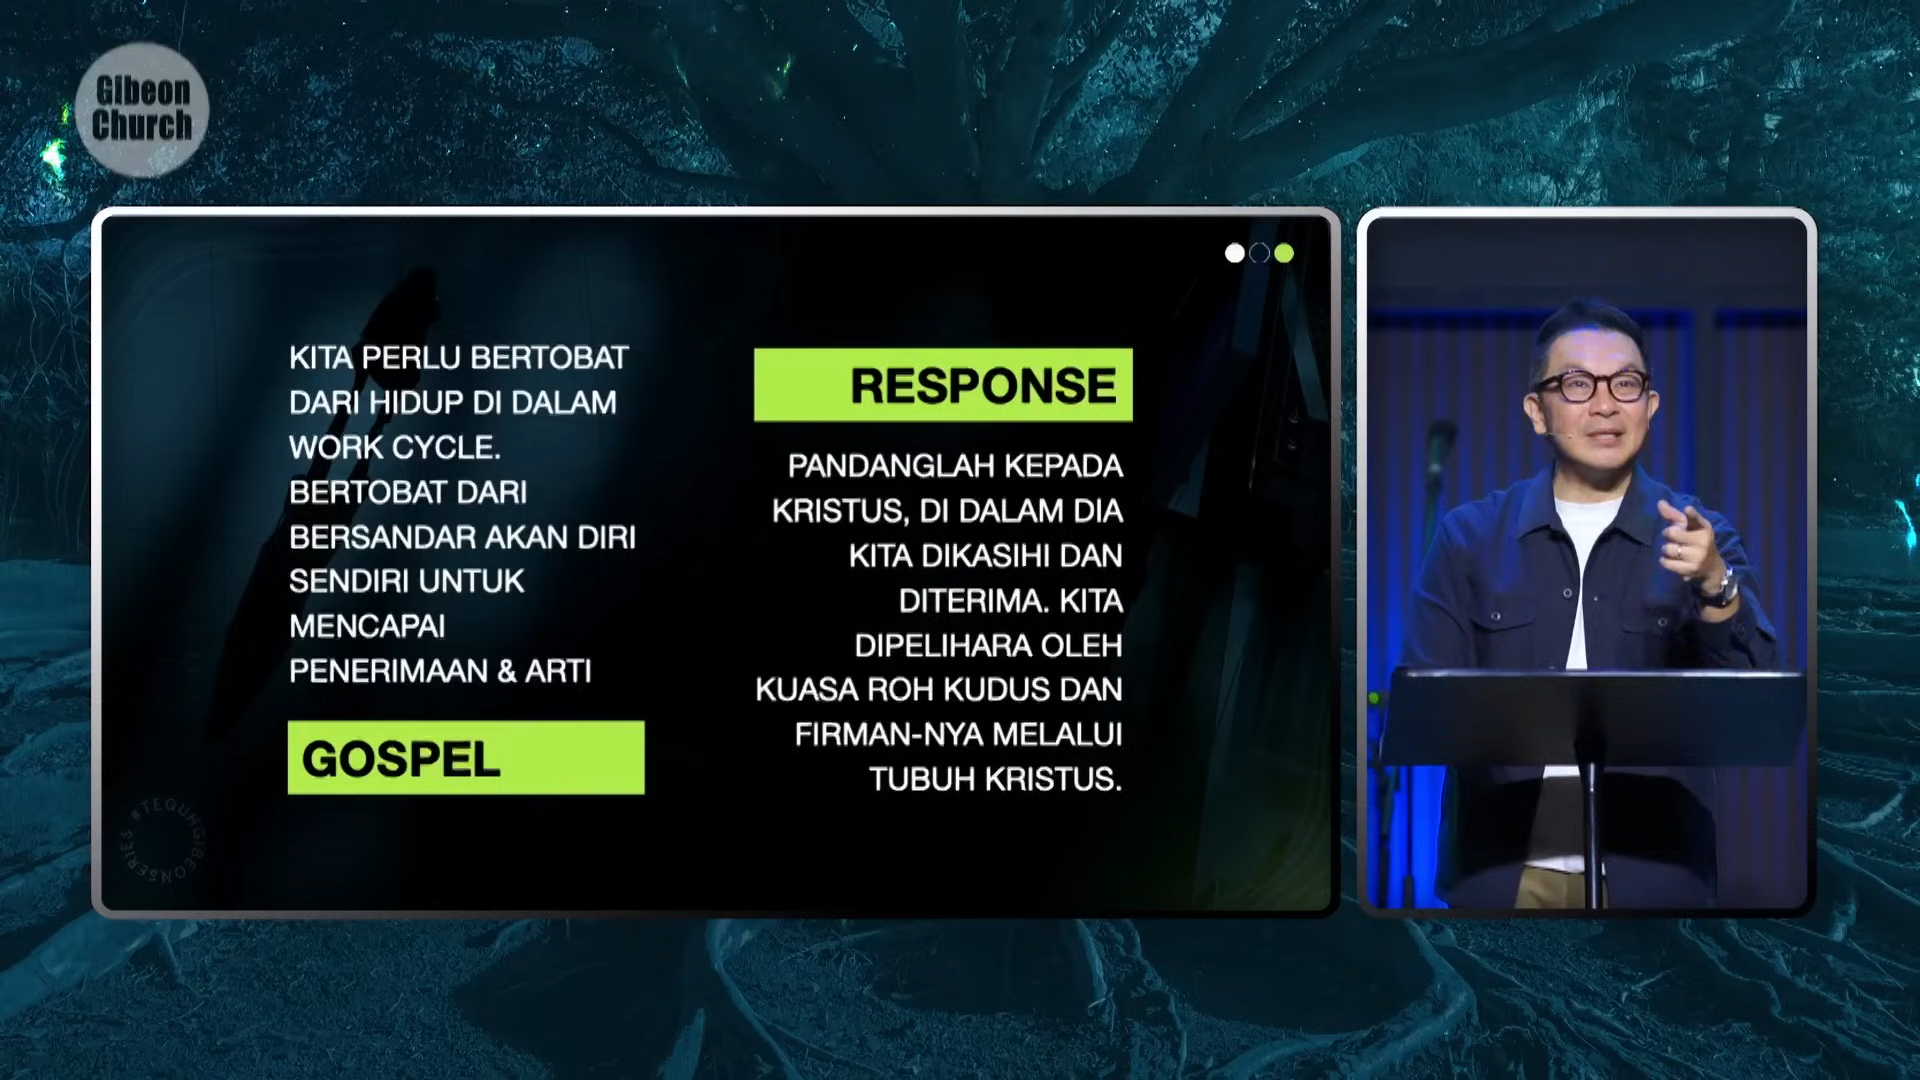 Gibeon
Church
KITA PERLU BERTOBAT
DARI HIDUP DI DALAM
WORK CYCLE.
BERTOBAT DARI
BERSANDAR AKAN DIRI
SENDIRI UNTUK
MENCAPAI
PENERIMAAN & ARTI
GOSPEL
RESPONSE
PANDANGLAH KEPADA
KRISTUS, DI DALAM DIA
KITA DIKASIHI DAN
DITERIMA. KITA
DIPELIHARA OLEH
KUASA ROH KUDUS DAN
FIRMAN-NYA MELALUI
TUBUH KRISTUS.
#TEQUNGIBEONSERIES